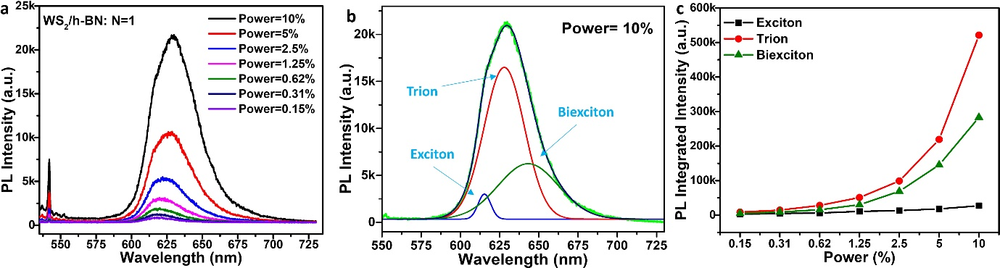 a
WS2/h-BN: N=1
Power=10%
Power=5%
Power=2.5%
Power=1.25%
Power=0.62%
Power=0.31%
Power=0.15%
25k
20k
15k
10k
5k
0
PL Intensity (a.u.)
550 575 600 625 650 675 700 725
Wavelength (nm)
b
Power= 10%
Trion
Biexciton
Exciton
20k
15k
10k
5k
0
PL Intensity (a.u.)
550 575 600 625 650 675 700 725
Wavelength (nm)
c
Exciton
Trion
Biexciton
600k
500k
400k
300k
200k
100k
0
PL Integrated Intensity (a.u.)
0.15 0.31 0.62 1.25 2.5 5 10
Power (%)